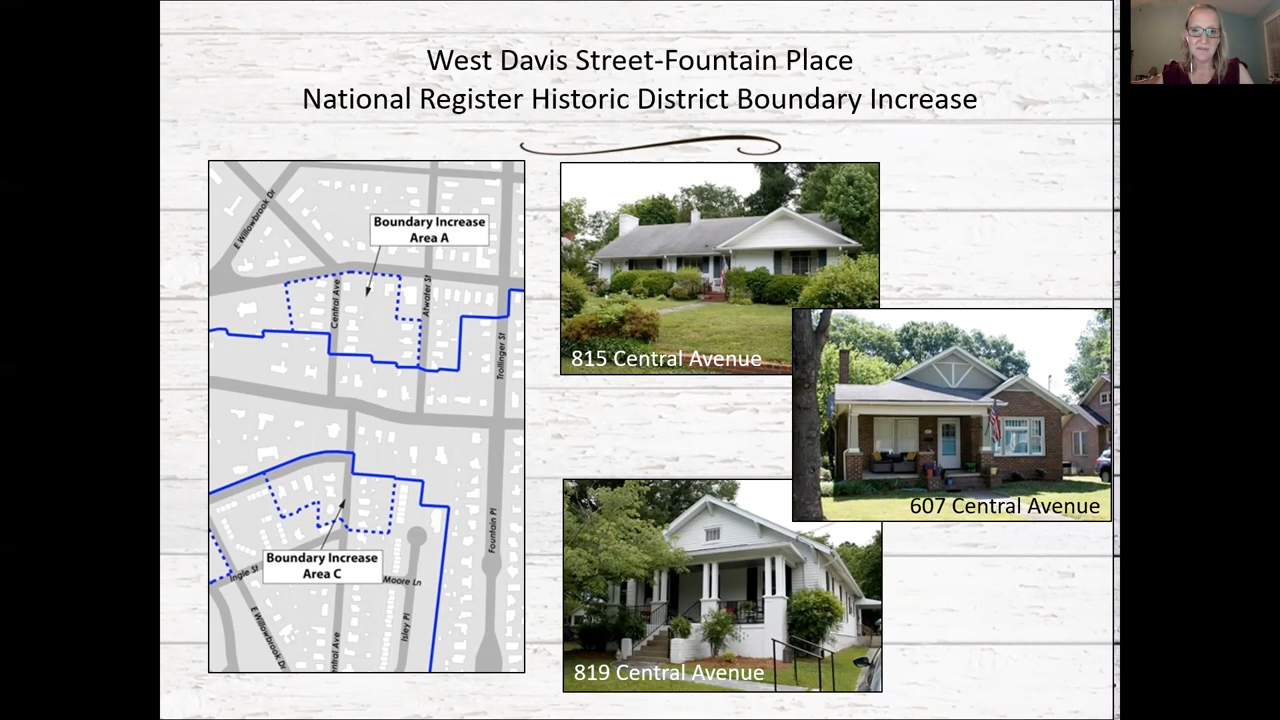 West Davis Street-Fountain Place
National Register Historic District Boundary Increase
E Willowbrook Dr
Boundary Increase
Area A
Central Ave
Atwater St
Trollinger St
Boundary Increase
Area C
Ingle St
Moore Ln
Fountain Pl
E Willowbrook Dr
ntral Ave
Isley Pl
815 Central Avenue
607 Central Avenue
819 Central Avenue